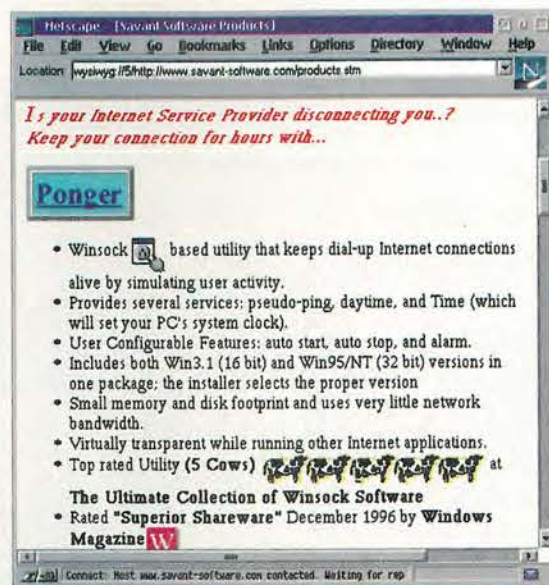 Netscape - [Savant Software Products]
File Edit View Go Bookmarks Links Options Directory Window Help
Location: wysiwyg://5/http://www.savant-software.com/products.stm
N
Is your Internet Service Provider disconnecting you..?
Keep your connection for hours with...
Ponger
• Winsock based utility that keeps dial-up Internet connections
alive by simulating user activity.
• Provides several services: pseudo-ping, daytime, and Time (which
will set your PC's system clock).
• User Configurable Features: auto start, auto stop, and alarm.
• Includes both Win3.1 (16 bit) and Win95/NT (32 bit) versions in
one package; the installer selects the proper version
• Small memory and disk footprint and uses very little network
bandwidth.
• Virtually transparent while running other Internet applications.
• Top rated Utility (5 Cows) at
The Ultimate Collection of Winsock Software
• Rated "Superior Shareware" December 1996 by Windows
Magazine W
Connect: Host www.savant-software.com contacted. Waiting for rep